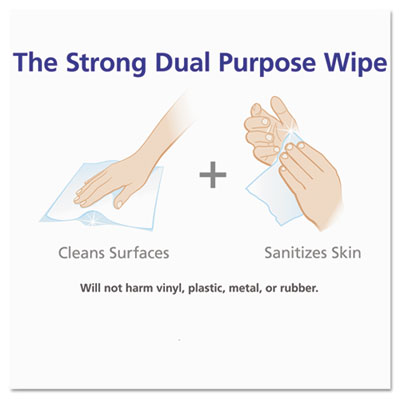 The Strong Dual Purpose Wipe
+
Cleans Surfaces
Sanitizes Skin
Will not harm vinyl, plastic, metal, or rubber.